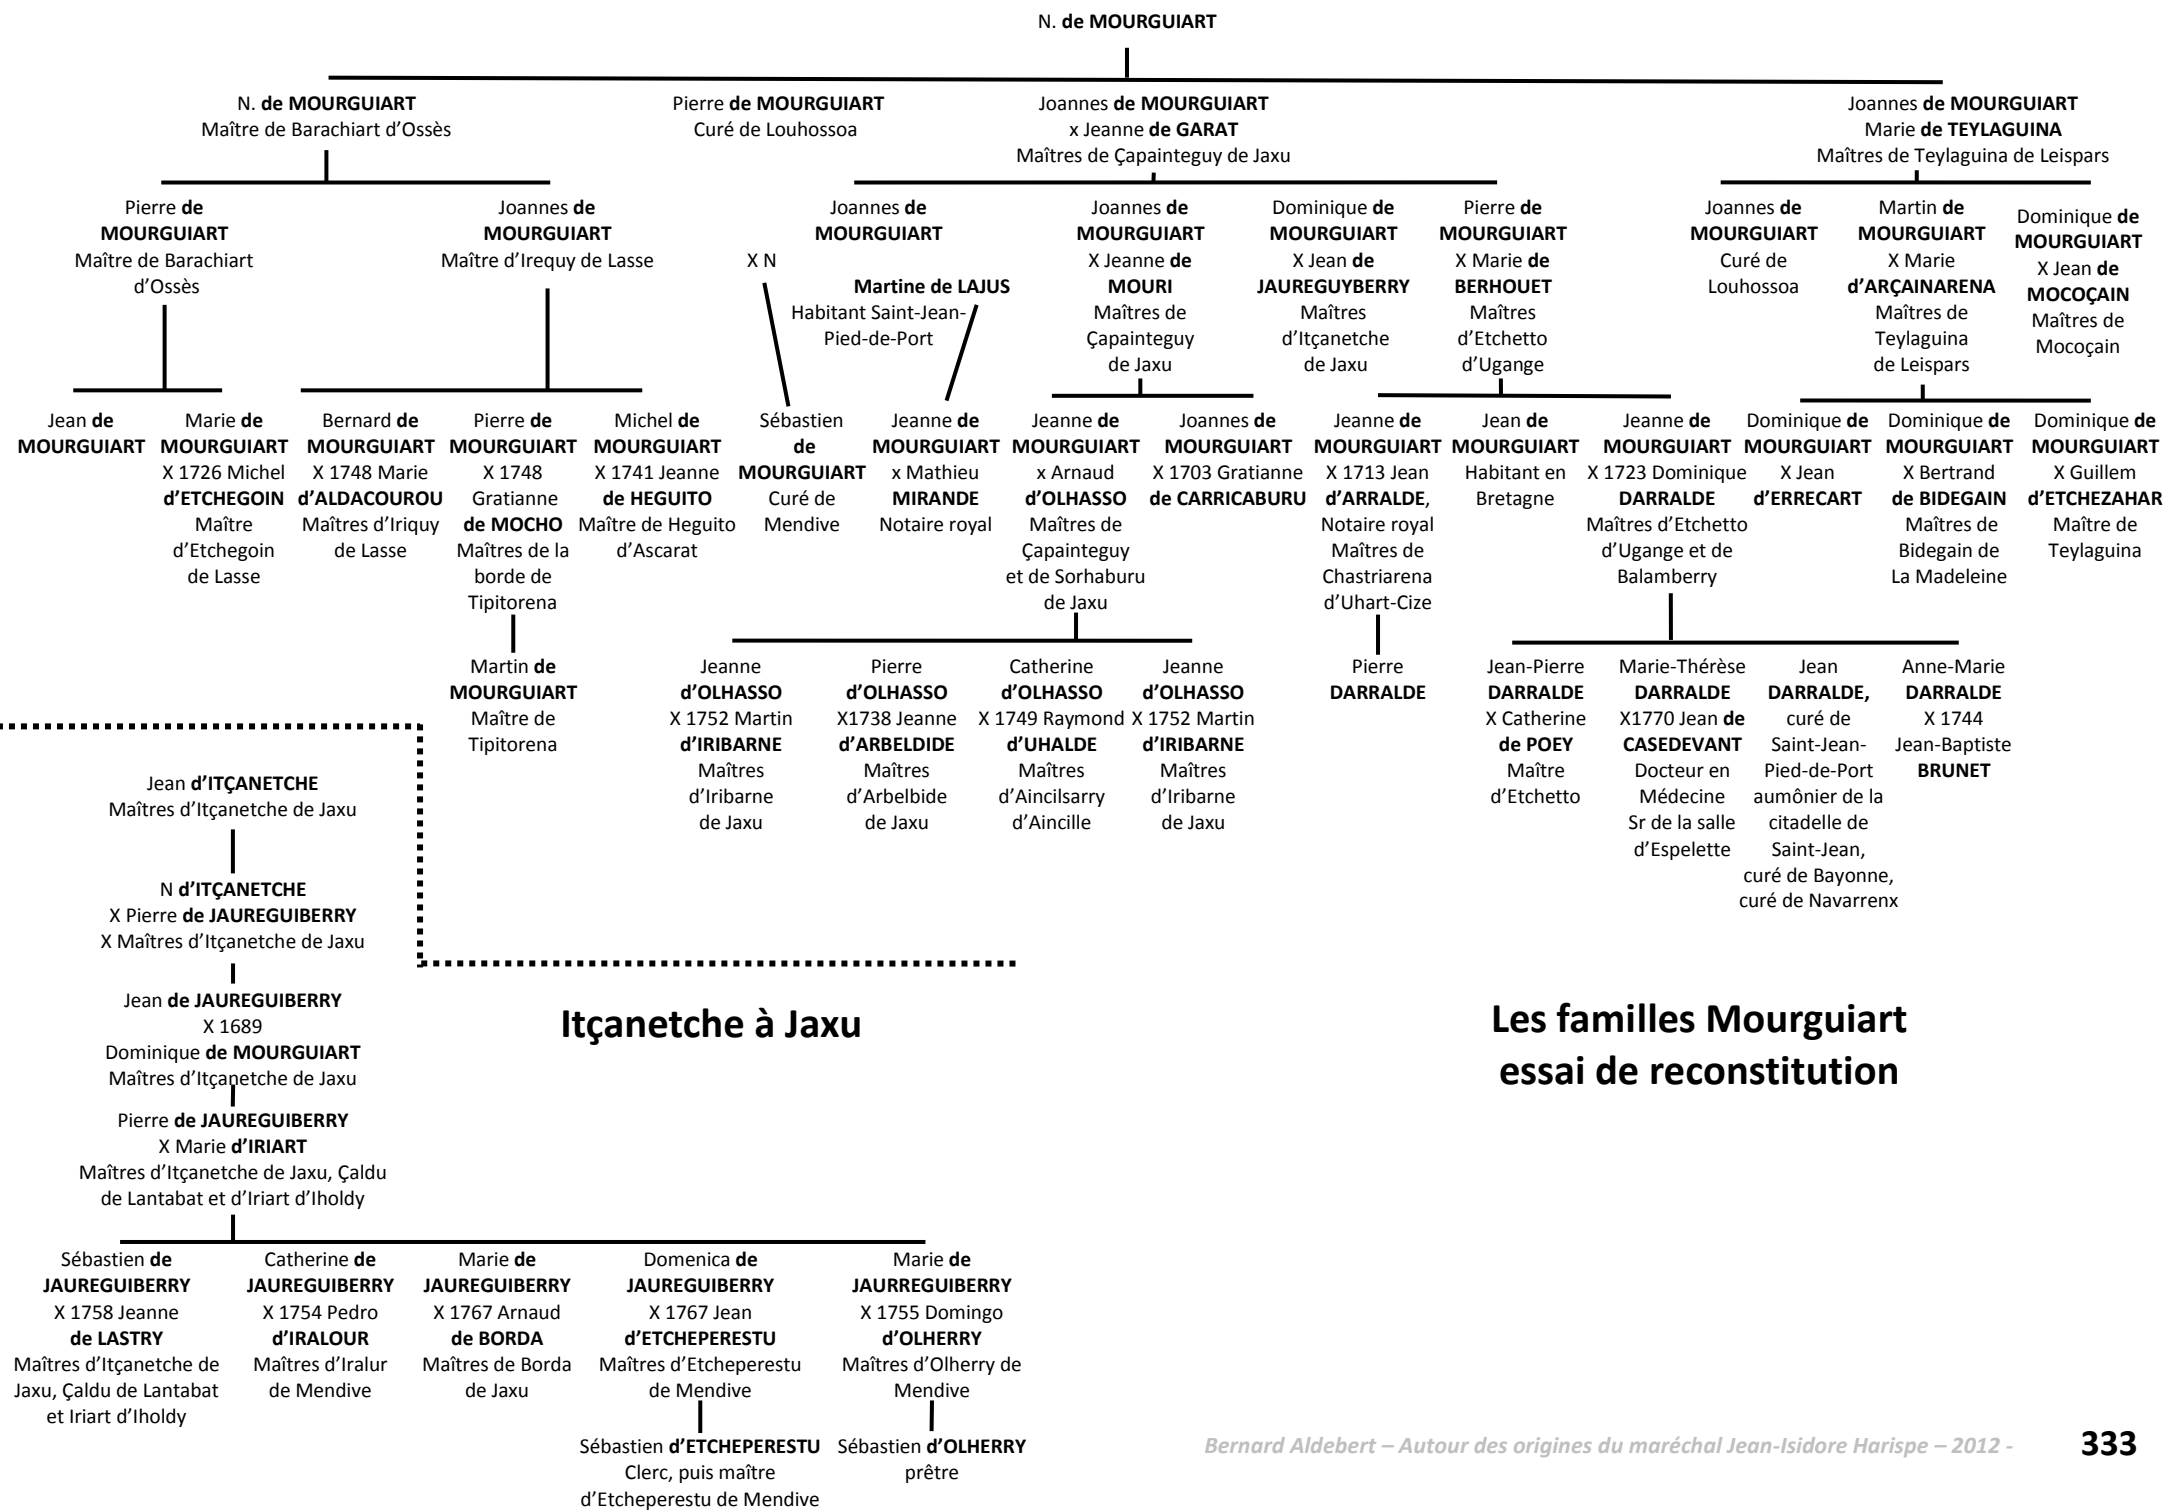 N. de MOURGUIART
N. de MOURGUIART
Maître de Barachiart d'Ossès
Pierre de MOURGUIART
Curé de Louhossoa
Joannes de MOURGUIART
x Jeanne de GARAT
Maîtres de Çapainteguy de Jaxu
Joannes de MOURGUIART
Marie de TEYLAGUINA
Maîtres de Teylaguina de Leispars
Pierre de
MOURGUIART
Maître de Barachiart
d'Ossès
Joannes de
MOURGUIART
Maître d'Irequy de Lasse
Joannes de
MOURGUIART
X N
Martine de LAJUS
Habitant Saint-Jean-
Pied-de-Port
Joannes de
MOURGUIART
X Jeanne de
MOURI
Maîtres de
Çapainteguy
de Jaxu
Dominique de
MOURGUIART
X Jean de
JAUREGUYBERRY
Maîtres
d'Itçanetche
de Jaxu
Pierre de
MOURGUIART
X Marie de
BERHOUET
Maîtres
d'Etchetto
d'Ugange
Joannes de
MOURGUIART
Curé de
Louhossoa
Martin de
MOURGUIART
X Marie
d'ARÇAINARENA
Maîtres de
Teylaguina
de Leispars
Dominique de
MOURGUIART
X Jean de
MOCOÇAIN
Maîtres de
Mocoçain
Jean de
MOURGUIART
Marie de
MOURGUIART
X 1726 Michel
d'ETCHEGOIN
Maître
d'Etchegoin
de Lasse
Bernard de
MOURGUIART
X 1748 Marie
d'ALDACOUROU
Maîtres d'Iriquy
de Lasse
Pierre de
MOURGUIART
X 1748
Gratianne
de MOCHO
Maîtres de la
borde de
Tipitorena
Michel de
MOURGUIART
X 1741 Jeanne
de HEGUITO
Maître de Heguito
d'Ascarat
Sébastien
de
MOURGUIART
Curé de
Mendive
Jeanne de
MOURGUIART
x Mathieu
MIRANDE
Notaire royal
Jeanne de
MOURGUIART
x Arnaud
d'OLHASSO
Maîtres de
Çapainteguy
et de Sorhaburu
de Jaxu
Joannes de
MOURGUIART
X 1703 Gratianne
de CARRICABURU
Jeanne de
MOURGUIART
X 1713 Jean
d'ARRALDE,
Notaire royal
Maîtres de
Chastriarena
d'Uhart-Cize
Jean de
MOURGUIART
Habitant en
Bretagne
Jeanne de
MOURGUIART
X 1723 Dominique
DARRALDE
Maîtres d'Etchetto
d'Ugange et de
Balamberry
Dominique de
MOURGUIART
X Jean
d'ERRECART
Dominique de
MOURGUIART
X Bertrand
de BIDEGAIN
Maîtres de
Bidegain de
La Madeleine
Dominique de
MOURGUIART
X Guillem
d'ETCHEZAHAR
Maître de
Teylaguina
Martin de
MOURGUIART
Maître de
Tipitorena
Jeanne
d'OLHASSO
X 1752 Martin
d'IRIBARNE
Maîtres
d'Iribarne
de Jaxu
Pierre
d'OLHASSO
X1738 Jeanne
d'ARBELDIDE
Maîtres
d'Arbelbide
de Jaxu
Catherine
d'OLHASSO
X 1749 Raymond
d'UHALDE
Maîtres
d'Aincilsarry
d'Aincille
Jeanne
d'OLHASSO
X 1752 Martin
d'IRIBARNE
Maîtres
d'Iribarne
de Jaxu
Pierre
DARRALDE
Jean-Pierre
DARRALDE
X Catherine
de POEY
Maître
d'Etchetto
Marie-Thérèse
DARRALDE
X1770 Jean de
CASEDEVANT
Docteur en
Médecine
Sr de la salle
d'Espelette
Jean
DARRALDE,
curé de
Saint-Jean-
Pied-de-Port
aumônier de la
citadelle de
Saint-Jean,
curé de Bayonne,
curé de Navarrenx
Anne-Marie
DARRALDE
X 1744
Jean-Baptiste
BRUNET
Jean d'ITÇANETCHE
Maîtres d'Itçanetche de Jaxu
N d'ITÇANETCHE
X Pierre de JAUREGUIBERRY
X Maîtres d'Itçanetche de Jaxu
Jean de JAUREGUIBERRY
X 1689
Dominique de MOURGUIART
Maîtres d'Itçanetche de Jaxu
Pierre de JAUREGUIBERRY
X Marie d'IRIART
Maîtres d'Itçanetche de Jaxu, Çaldu
de Lantabat et d'Iriart d'Iholdy
Sébastien de
JAUREGUIBERRY
X 1758 Jeanne
de LASTRY
Maîtres d'Itçanetche de
Jaxu, Çaldu de Lantabat
et Iriart d'Iholdy
Catherine de
JAUREGUIBERRY
X 1754 Pedro
d'IRALOUR
Maîtres d'Iralur
de Mendive
Marie de
JAUREGUIBERRY
X 1767 Arnaud
de BORDA
Maîtres de Borda
de Jaxu
Domenica de
JAUREGUIBERRY
X 1767 Jean
d'ETCHEPERESTU
Maîtres d'Etcheperestu
de Mendive
Marie de
JAURREGUIBERRY
X 1755 Domingo
d'OLHERRY
Maîtres d'Olherry de
Mendive
Sébastien d'ETCHEPERESTU
Clerc, puis maître
d'Etcheperestu de Mendive
Sébastien d'OLHERRY
prêtre
Itçanetche à Jaxu
Les familles Mourguiart
essai de reconstitution
Bernard Aldebert – Autour des origines du maréchal Jean-Isidore Harispe – 2012 -
333